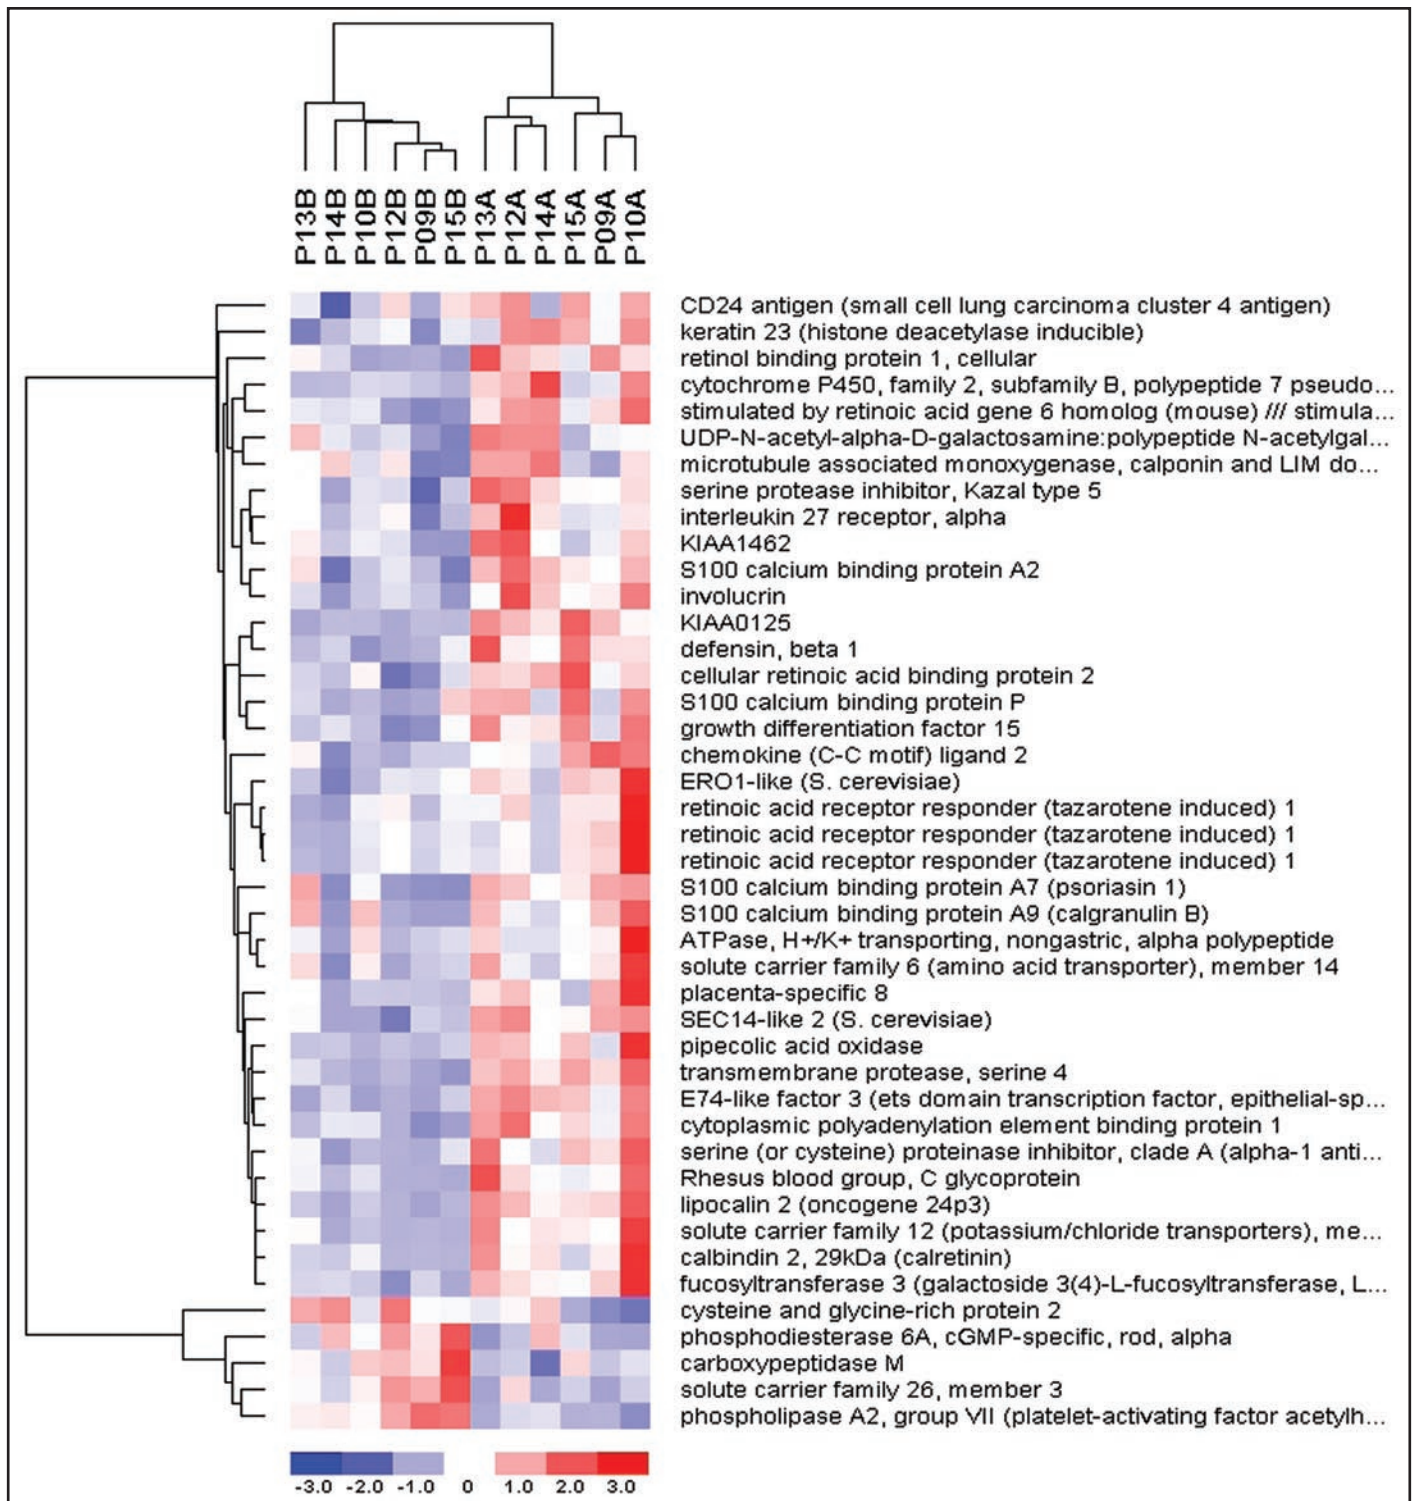 P13B P14B P10B P12B P09B P15B P13A P12A P14A P15A P09A P10A
CD24 antigen (small cell lung carcinoma cluster 4 antigen)
keratin 23 (histone deacetylase inducible)
retinol binding protein 1, cellular
cytochrome P450, family 2, subfamily B, polypeptide 7 pseudo...
stimulated by retinoic acid gene 6 homolog (mouse) /// stimula...
UDP-N-acetyl-alpha-D-galactosamine:polypeptide N-acetylgal...
microtubule associated monoxygenase, calponin and LIM do...
serine protease inhibitor, Kazal type 5
interleukin 27 receptor, alpha
KIAA1462
S100 calcium binding protein A2
involucrin
KIAA0125
defensin, beta 1
cellular retinoic acid binding protein 2
S100 calcium binding protein P
growth differentiation factor 15
chemokine (C-C motif) ligand 2
ERO1-like (S. cerevisiae)
retinoic acid receptor responder (tazarotene induced) 1
retinoic acid receptor responder (tazarotene induced) 1
retinoic acid receptor responder (tazarotene induced) 1
S100 calcium binding protein A7 (psoriasin 1)
S100 calcium binding protein A9 (calgranulin B)
ATPase, H+/K+ transporting, nongastric, alpha polypeptide
solute carrier family 6 (amino acid transporter), member 14
placenta-specific 8
SEC14-like 2 (S. cerevisiae)
pipecolic acid oxidase
transmembrane protease, serine 4
E74-like factor 3 (ets domain transcription factor, epithelial-sp...
cytoplasmic polyadenylation element binding protein 1
serine (or cysteine) proteinase inhibitor, clade A (alpha-1 anti...
Rhesus blood group, C glycoprotein
lipocalin 2 (oncogene 24p3)
solute carrier family 12 (potassium/chloride transporters), me...
calbindin 2, 29kDa (calretinin)
fucosyltransferase 3 (galactoside 3(4)-L-fucosyltransferase, L...
cysteine and glycine-rich protein 2
phosphodiesterase 6A, cGMP-specific, rod, alpha
carboxypeptidase M
solute carrier family 26, member 3
phospholipase A2, group VII (platelet-activating factor acetylh...
-3.0 -2.0 -1.0 0 1.0 2.0 3.0